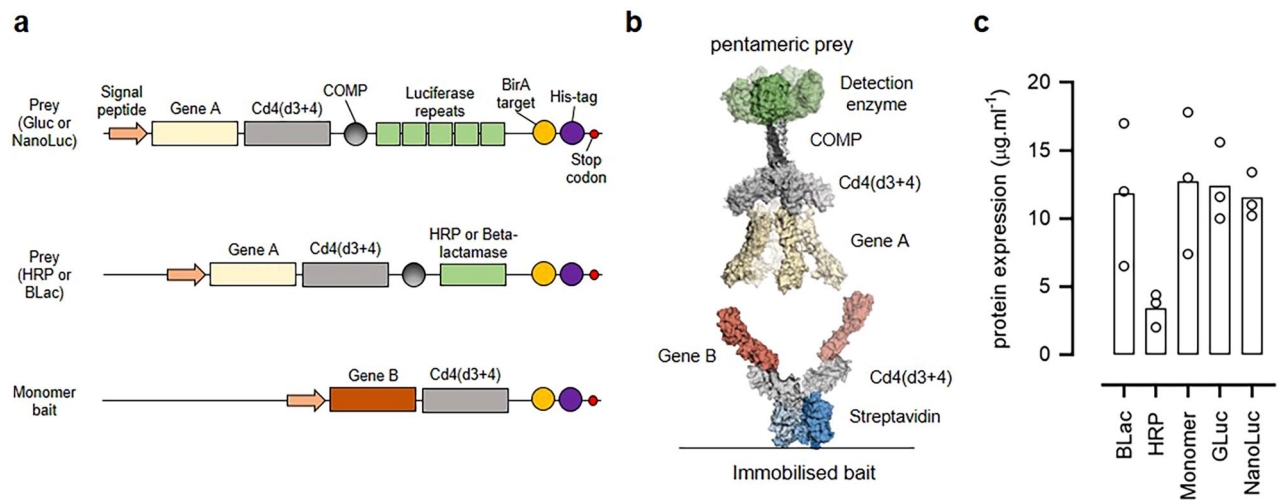 a
Prey
(Gluc or
NanoLuc)
Signal
peptide
Gene A
Cd4(d3+4)
COMP
Luciferase
repeats
BirA
target
His-tag
Stop
codon
Prey
(HRP or
BLac)
Gene A
Cd4(d3+4)
HRP or Beta-
lactamase
Monomer
bait
Gene B
Cd4(d3+4)
b
pentameric prey
Detection
enzyme
COMP
Cd4(d3+4)
Gene A
Gene B
Cd4(d3+4)
Streptavidin
Immobilised bait
c
protein expression (µg.ml⁻¹)
20
15
10
5
0
BLac
HRP
Monomer
GLuc
NanoLuc